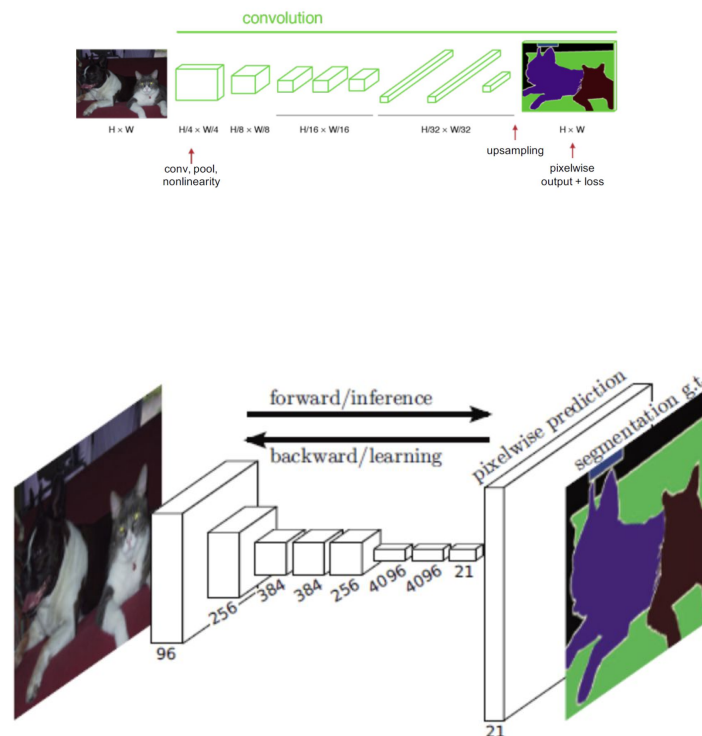 convolution
H × W
H/4 × W/4
H/8 × W/8
H/16 × W/16
H/32 × W/32
H × W
upsampling
conv, pool,
nonlinearity
pixelwise
output + loss
forward/inference
backward/learning
pixelwise prediction
segmentation g.t
96
256
384
384
256
4096
4096
21
21